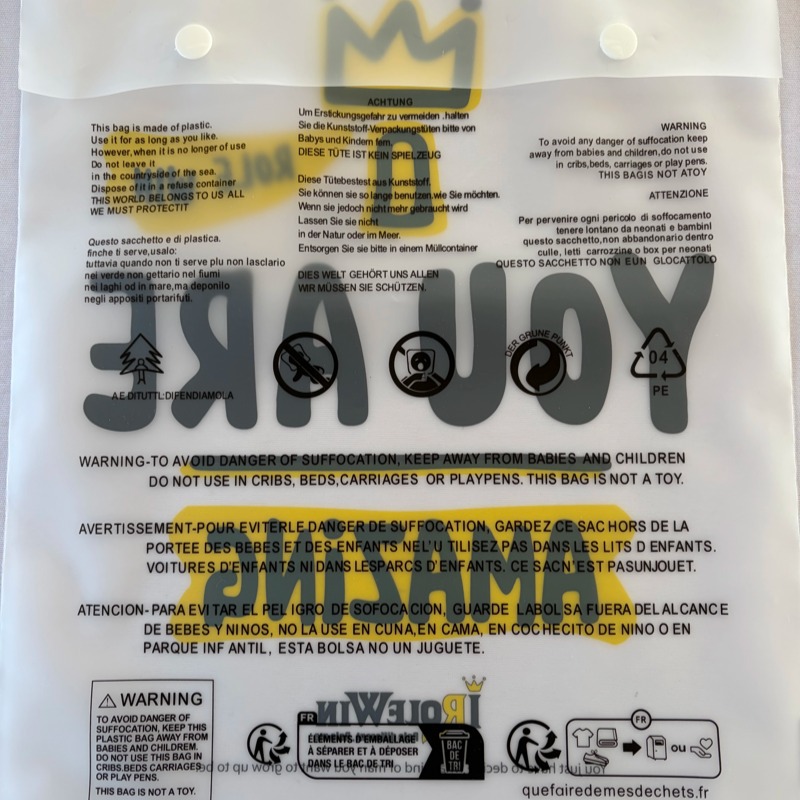 This bag is made of plastic.
Use it for as long as you like.
However,when it is no longer of use
Do not leave it
in the countryside of the sea.
Dispose of it in a refuse container
THIS WORLD BELONGS TO US ALL
WE MUST PROTECTIT
Questo sacchetto e di plastica.
finche ti serve,usalo:
tuttavia quando non ti serve plu non lasclario
nei verde non gettario nel fiumi
nei laghi od in mare,ma deponilo
negli appositi portarifuti.
ACHTUNG
Um Erstickungsgefahr zu vermeiden .halten
Sie die Kunststoff-Verpackungstüten bitte von
Babys und Kindern fern.
DIESE TÜTE IST KEIN SPIELZEUG
Diese Tütebestest aus Kunststoff.
Sie können sie so lange benutzen.wie Sie möchten.
Wenn sie jedoch nicht mehr gebraucht wird
Lassen Sie sie nicht
in der Natur oder im Meer.
Entsorgen Sie sie bitte in einem Müllcontainer
DIES WELT GEHÖRT UNS ALLEN
WIR MÜSSEN SIE SCHÜTZEN.
WARNING
To avoid any danger of suffocation keep
away from babies and children,do not use
in cribs,beds, carriages or play pens.
THIS BAGIS NOT ATOY
ATTENZIONE
Per pervenire ogni pericolo di soffocamento
tenere lontano da neonati e bambinl
questo sacchetto,non abbandonario dentro
culle, letti carrozzino o box per neonati
QUESTO SACCHETTO NON EUN GLOCATTOLO
YOU ARE
A E DITUTTI:DIFENDIAMOLA
DER GRUNE PUNKT
04
PE
WARNING-TO AVOID DANGER OF SUFFOCATION, KEEP AWAY FROM BABIES AND CHILDREN
DO NOT USE IN CRIBS, BEDS,CARRIAGES OR PLAYPENS. THIS BAG IS NOT A TOY.
AMAZING
AVERTISSEMENT-POUR EVITERLE DANGER DE SUFFOCATION, GARDEZ CE SAC HORS DE LA
PORTEE DES BEBES ET DES ENFANTS NEL'U TILISEZ PAS DANS LES LITS D ENFANTS.
VOITURES D'ENFANTS NI DANS LESPARCS D'ENFANTS. CE SACN'EST PASUNJOUET.
ATENCION- PARA EVITAR EL PELIGRO DE SOFOCACION, GUARDE LABOLSA FUERA DEL ALCANCE
DE BEBES Y NINOS, NO LA USE EN CUNA,EN CAMA, EN COCHECITO DE NINO O EN
PARQUE INFANTIL, ESTA BOLSA NO UN JUGUETE.
IROLEWIN
WARNING
TO AVOID DANGER OF
SUFFOCATION, KEEP THIS
PLASTIC BAG AWAY FROM
BABIES AND CHILDREN.
DO NOT USE THIS BAG IN
CRIBS.BEDS CARRIAGES
OR PLAY PENS.
THIS BAG IS NOT A TOY.
FR
ÉLÉMENTS D'EMBALLAGE
À SÉPARER ET À DÉPOSER
DANS LE BAC DE TRI
BAC
DE
TRI
FR
OU
quefairedemesdechets.fr